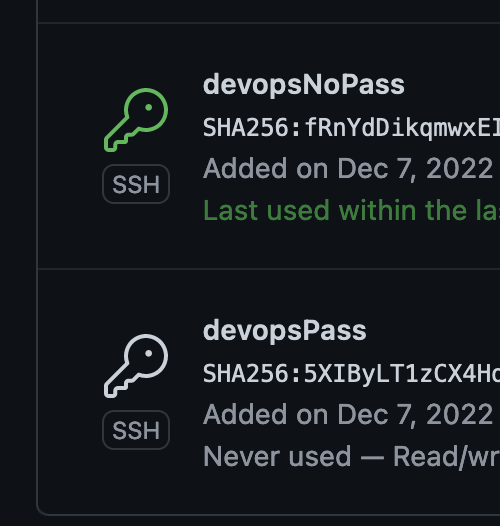 devopsNoPass
SHA256:fRnYdDikqmwxEI
SSH
Added on Dec 7, 2022
Last used within the la
devopsPass
SHA256:5XIByLT1zCX4H
SSH
Added on Dec 7, 2022
Never used — Read/wr